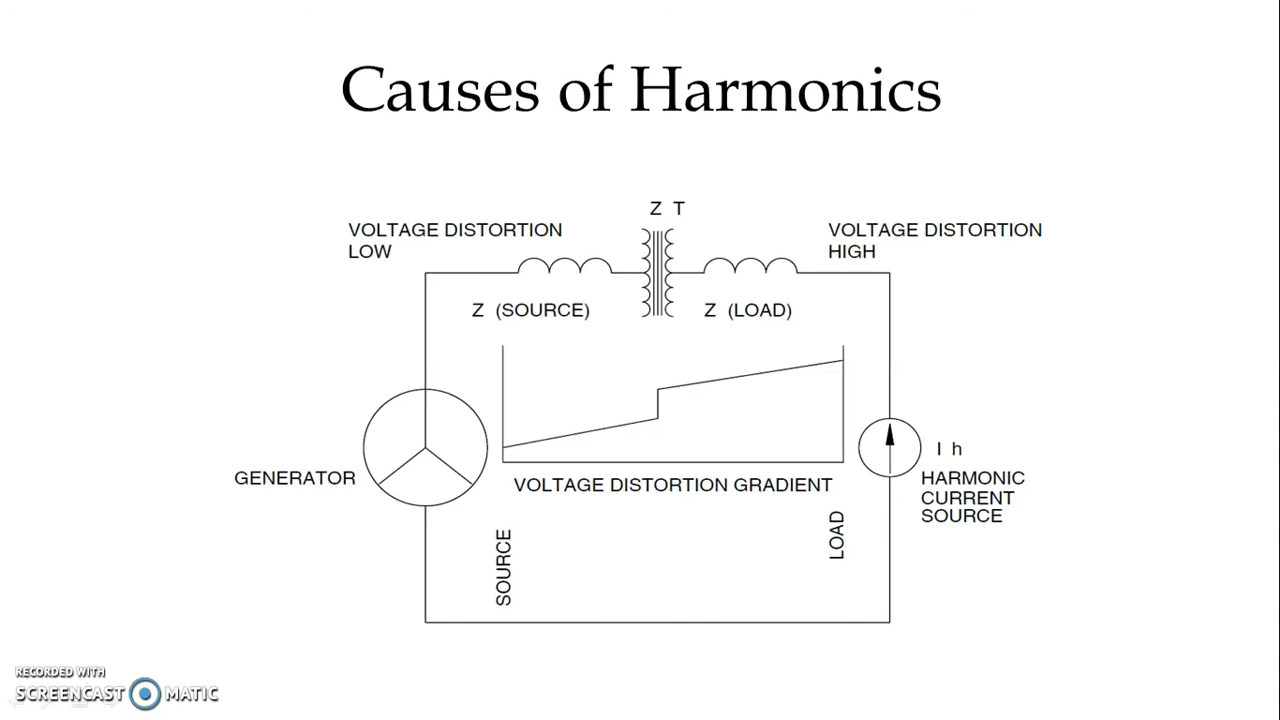 Causes of Harmonics
Z T
VOLTAGE DISTORTION
LOW
VOLTAGE DISTORTION
HIGH
Z (SOURCE)
Z (LOAD)
GENERATOR
VOLTAGE DISTORTION GRADIENT
SOURCE
LOAD
I h
HARMONIC
CURRENT
SOURCE
RECORDED WITH
SCREENCAST MATIC